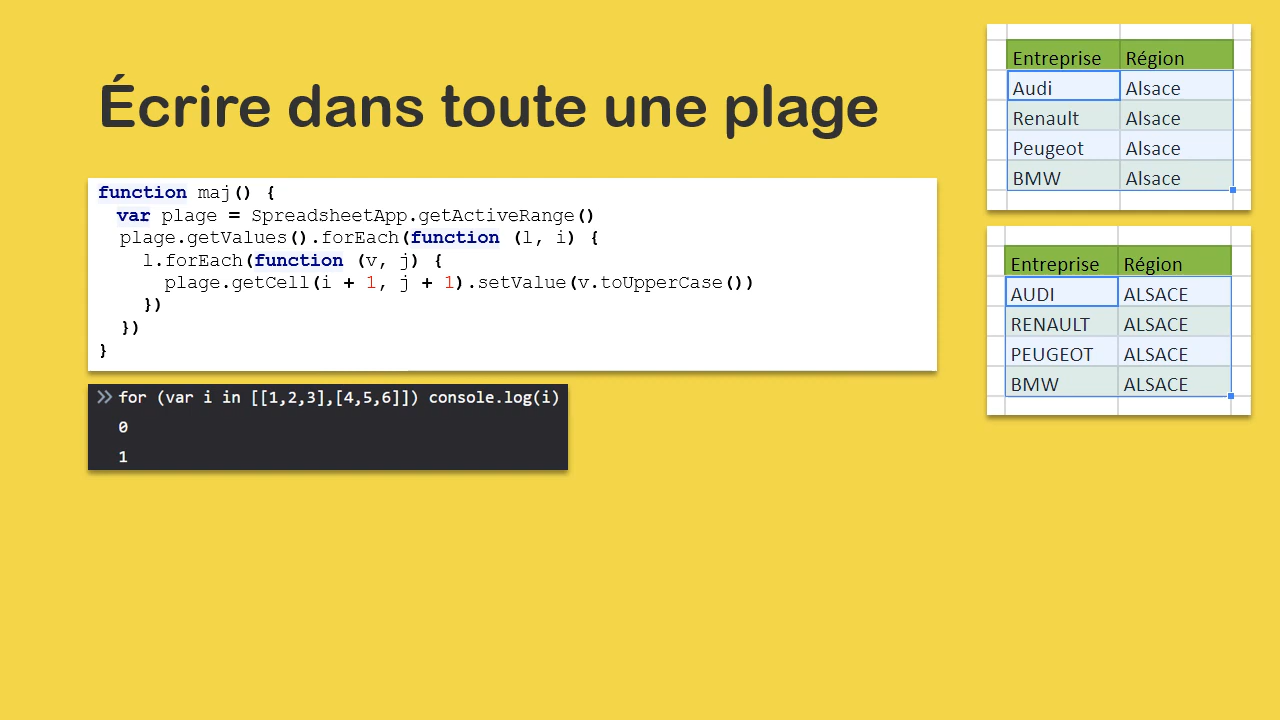 Écrire dans toute une plage
function maj() {
var plage = SpreadsheetApp.getActiveRange()
plage.getValues().forEach(function (l, i) {
l.forEach(function (v, j) {
plage.getCell(i + 1, j + 1).setValue(v.toUpperCase())
})
})
}
» for (var i in [[1,2,3],[4,5,6]]) console.log(i)
0
1
Entreprise Région
Audi Alsace
Renault Alsace
Peugeot Alsace
BMW Alsace
Entreprise Région
AUDI ALSACE
RENAULT ALSACE
PEUGEOT ALSACE
BMW ALSACE